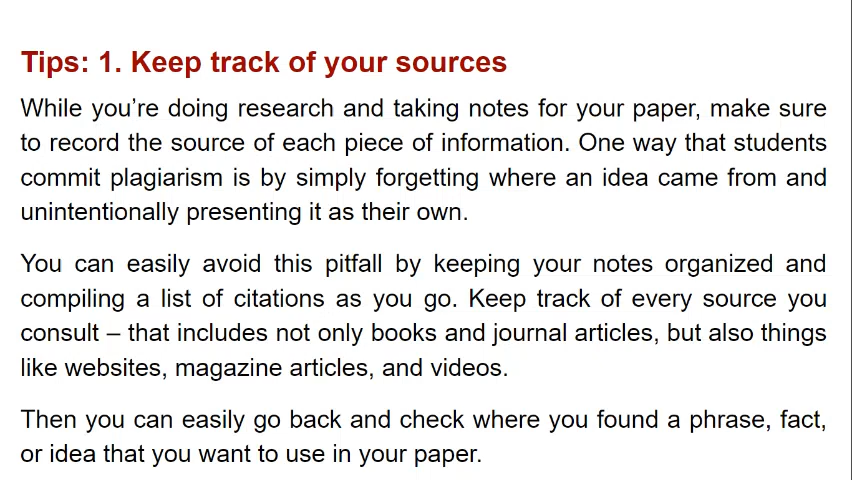 Tips: 1. Keep track of your sources
While you’re doing research and taking notes for your paper, make sure
to record the source of each piece of information. One way that students
commit plagiarism is by simply forgetting where an idea came from and
unintentionally presenting it as their own.
You can easily avoid this pitfall by keeping your notes organized and
compiling a list of citations as you go. Keep track of every source you
consult – that includes not only books and journal articles, but also things
like websites, magazine articles, and videos.
Then you can easily go back and check where you found a phrase, fact,
or idea that you want to use in your paper.